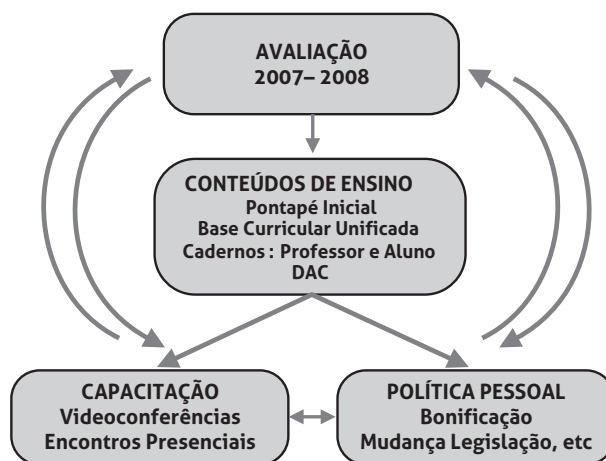 AVALIAÇÃO
2007– 2008
CONTEÚDOS DE ENSINO
Pontapé Inicial
Base Curricular Unificada
Cadernos : Professor e Aluno
DAC
CAPACITAÇÃO
Videoconferências
Encontros Presenciais
POLÍTICA PESSOAL
Bonificação
Mudança Legislação, etc